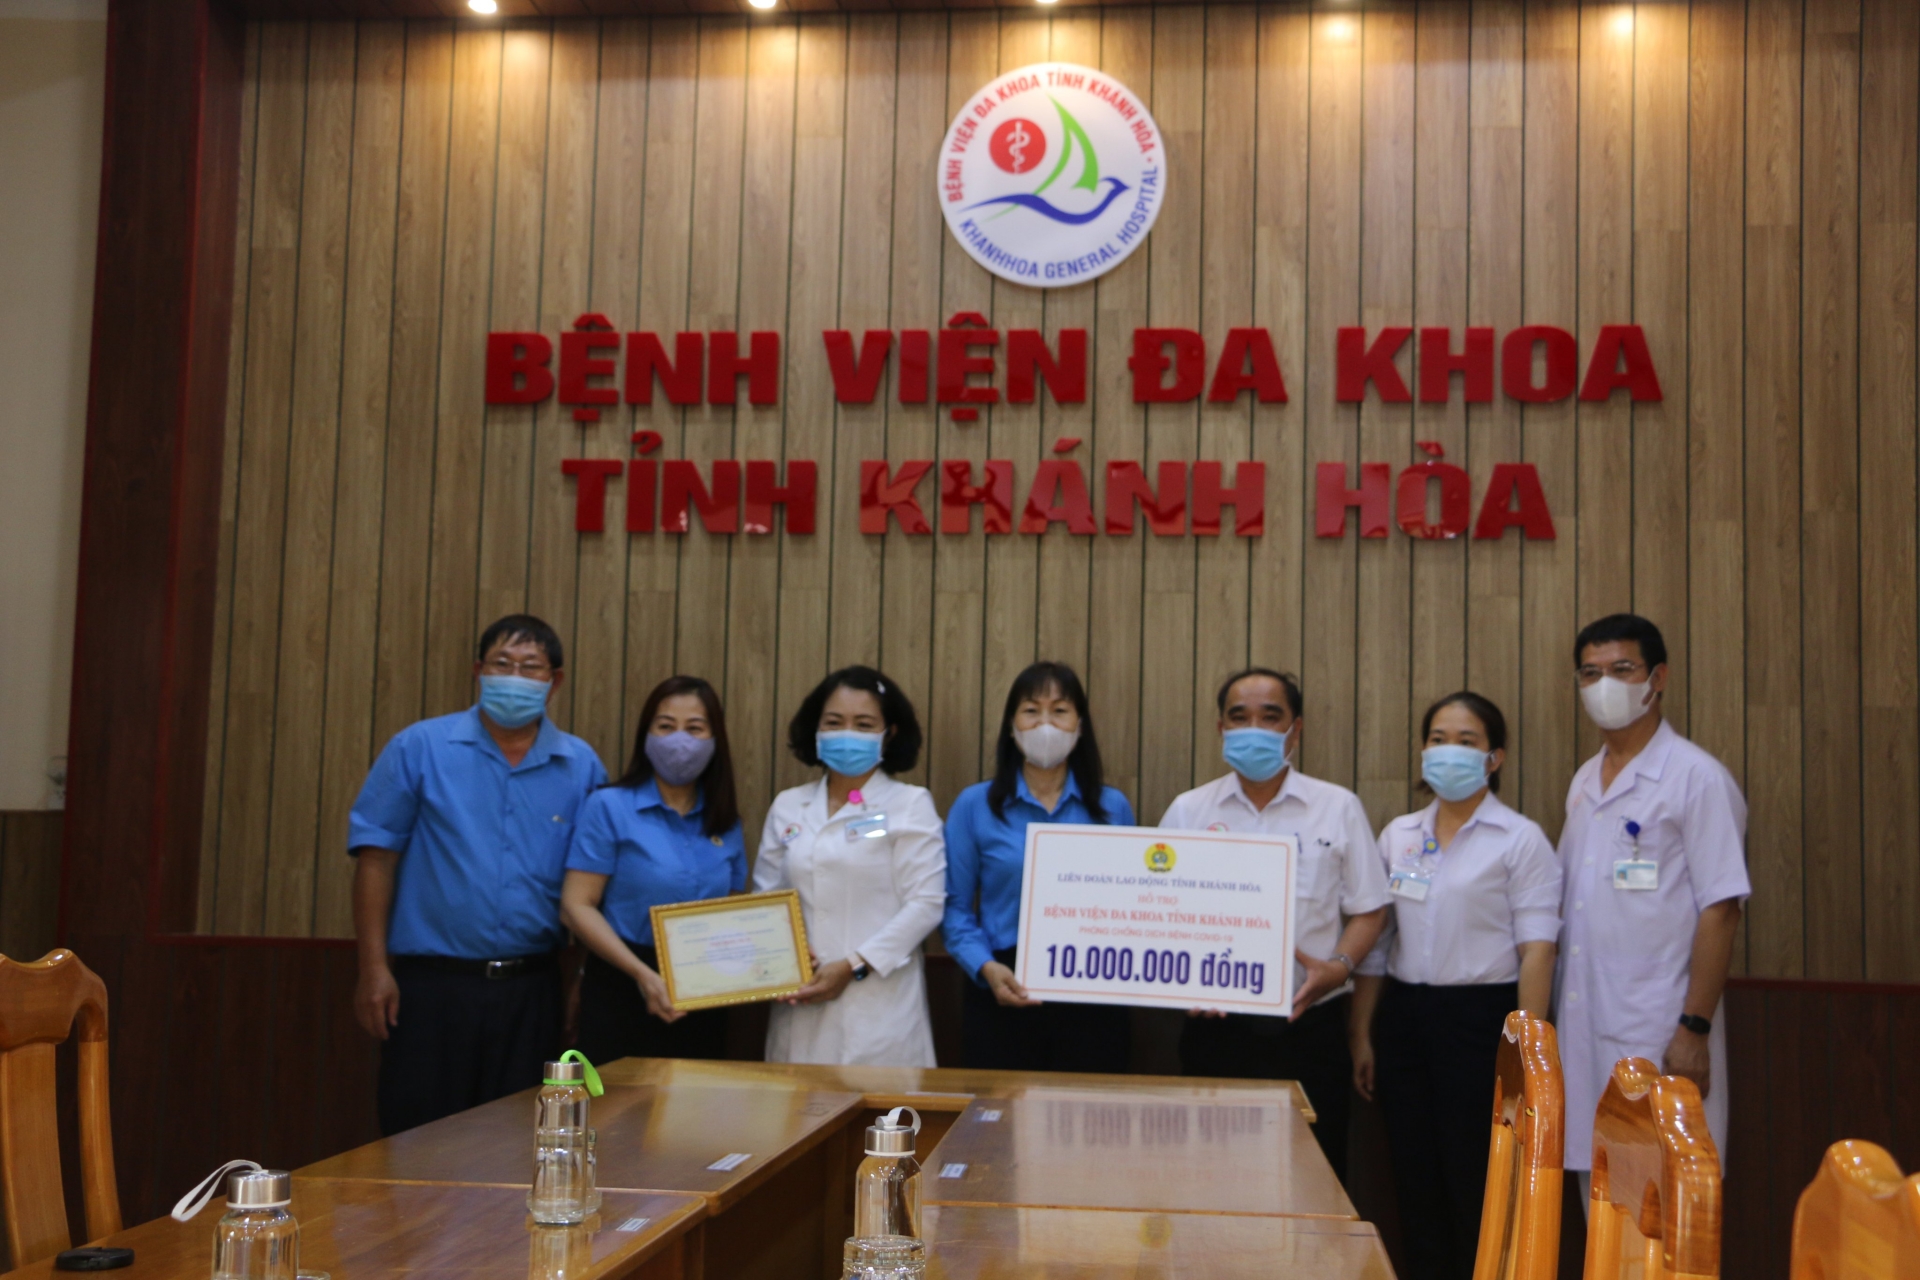 BỆNH VIỆN ĐA KHOA TỈNH KHÁNH HÒA
KHANHHOA GENERAL HOSPITAL
BỆNH VIỆN ĐA KHOA
TỈNH KHÁNH HÒA
LIÊN ĐOÀN LAO ĐỘNG TỈNH KHÁNH HÒA
HỖ TRỢ
BỆNH VIỆN ĐA KHOA TỈNH KHÁNH HÒA
PHÒNG CHỐNG DỊCH BỆNH COVID-19
10.000.000 đồng